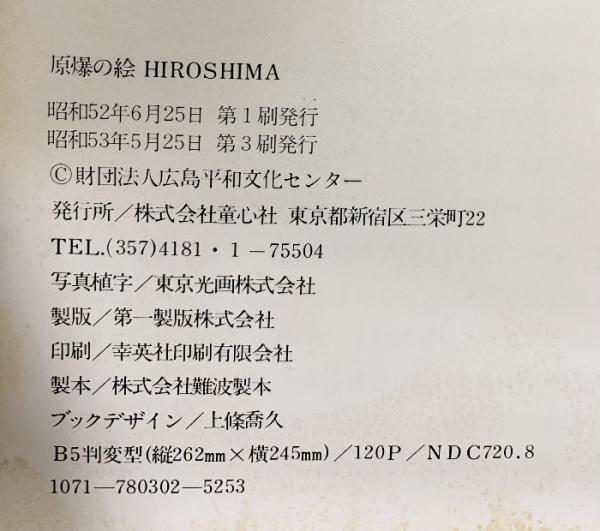 原爆の絵 HIROSHIMA
昭和52年6月25日 第1刷発行
昭和53年5月25日 第3刷発行
©財団法人広島平和文化センター
発行所/株式会社童心社 東京都新宿区三栄町22
TEL.(357)4181・1－75504
写真植字/東京光画株式会社
製版/第一製版株式会社
印刷/幸英社印刷有限会社
製本/株式会社難波製本
ブックデザイン/上條喬久
B5判変型(縦262mm×横245mm)/120P/NDC720.8
1071―780302―5253